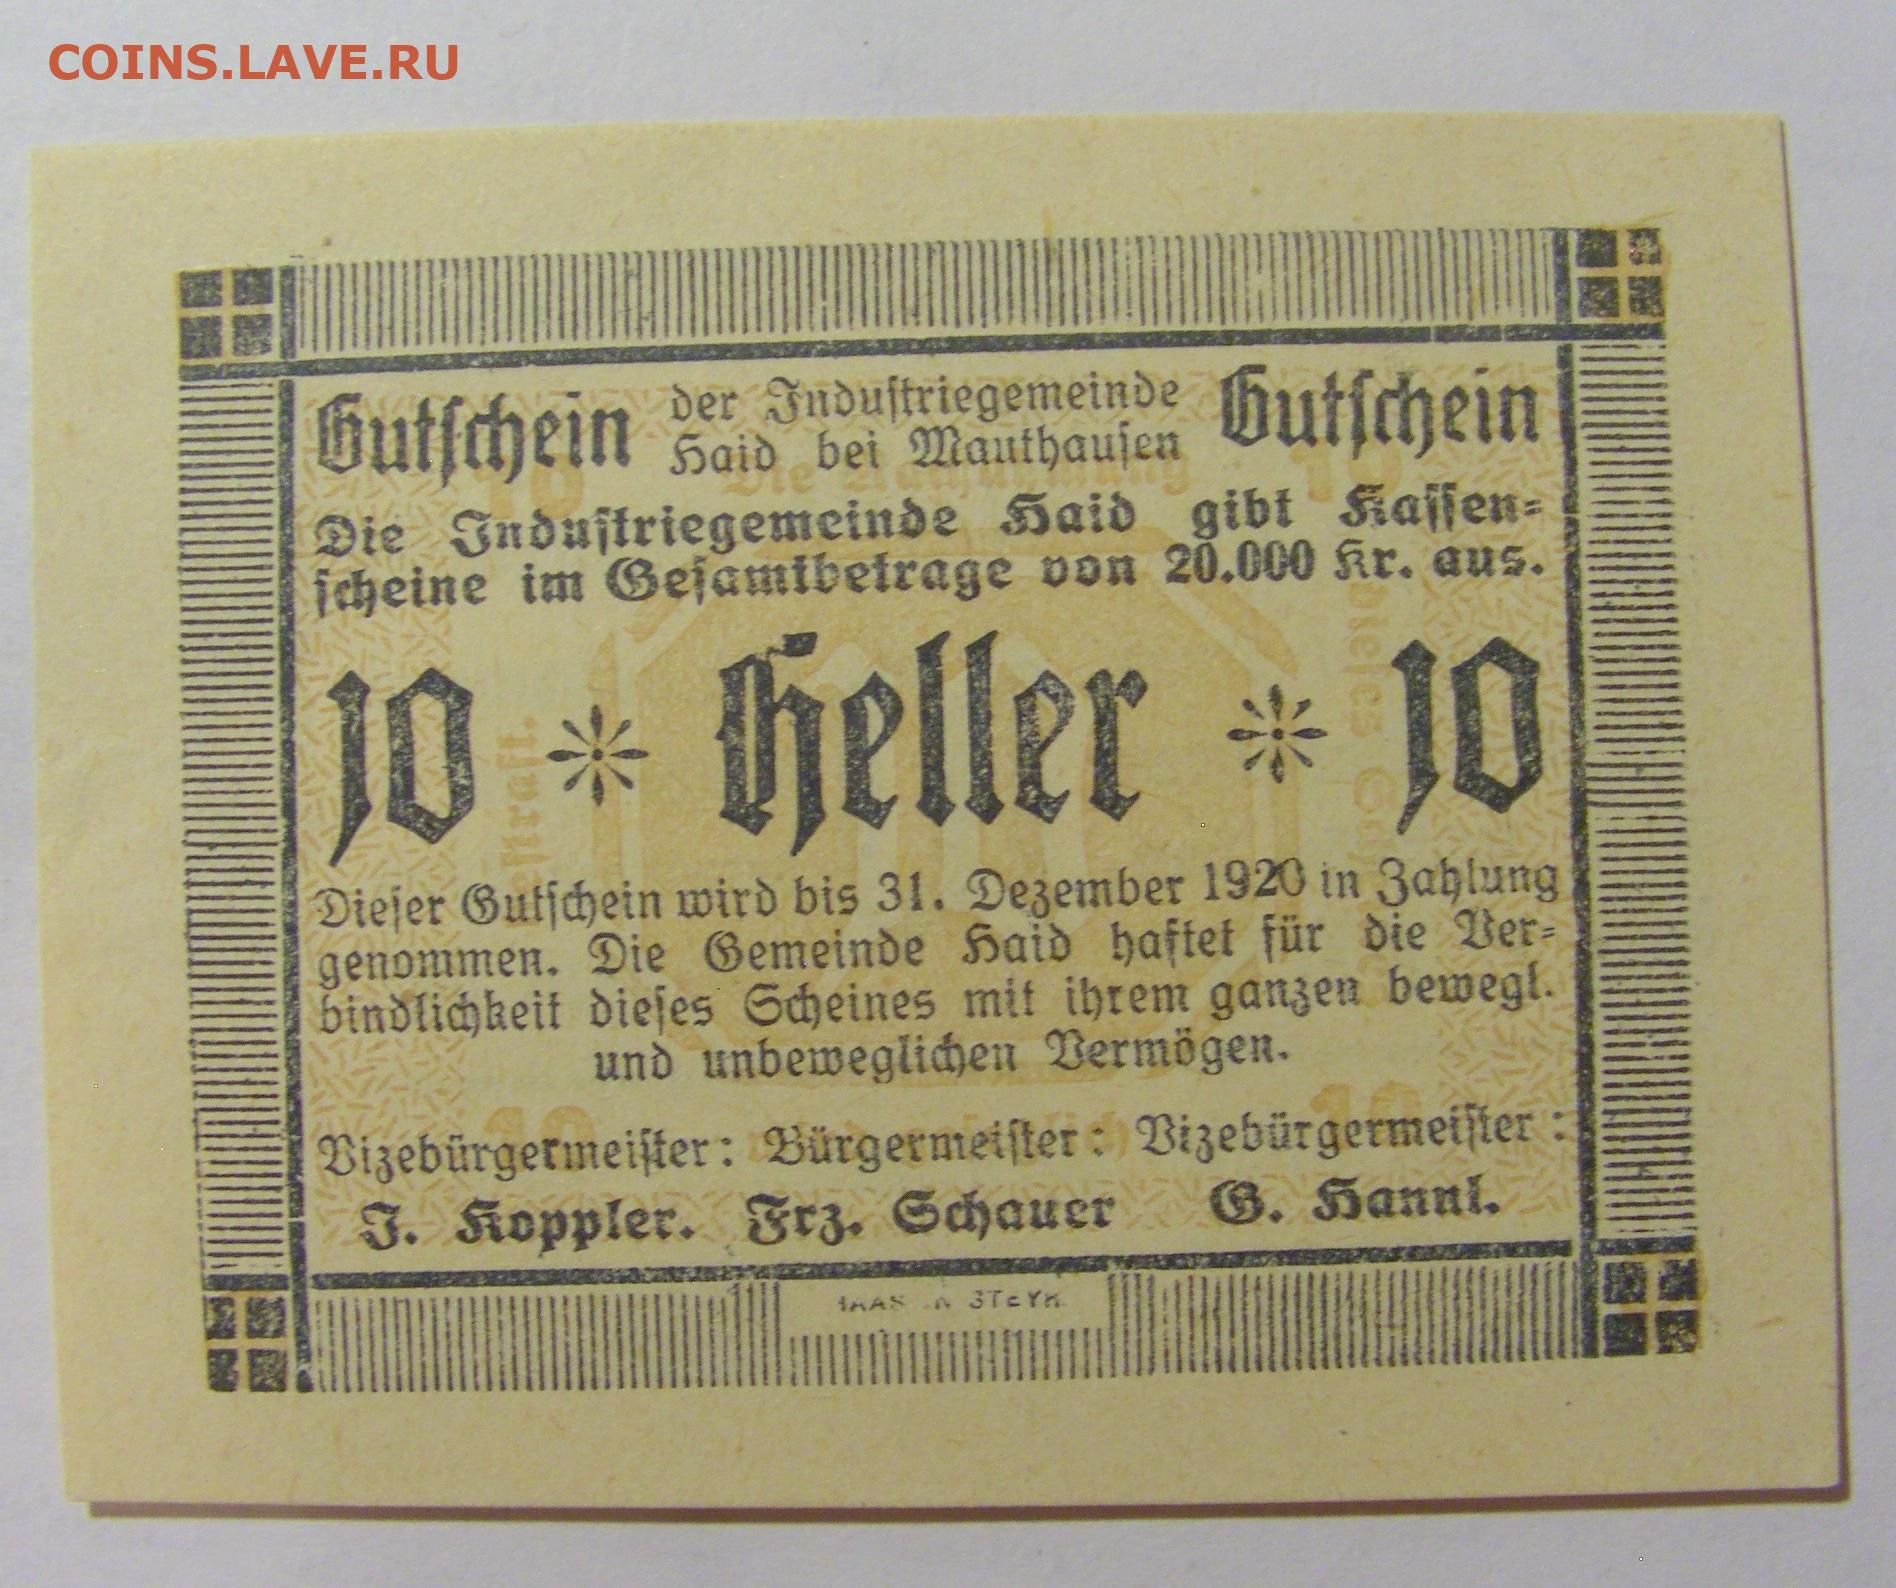 COINS.LAVE.RU
Gutschein der Industriegemeinde Gutschein
Haid bei Mauthausen
Die Industriegemeinde Haid gibt Kassen=
scheine im Gesamtbetrage von 20.000 Kr. aus.
10 Heller 10
Dieser Gutschein wird bis 31. Dezember 1920 in Zahlung
genommen. Die Gemeinde Haid haftet für die Ver=
bindlichkeit dieses Scheines mit ihrem ganzen bewegl.
und unbeweglichen Vermögen.
Vizebürgermeister: Bürgermeister: Vizebürgermeister:
J. Koppler. Frz. Schauer G. Hannl.
HAAS IN STEYR.